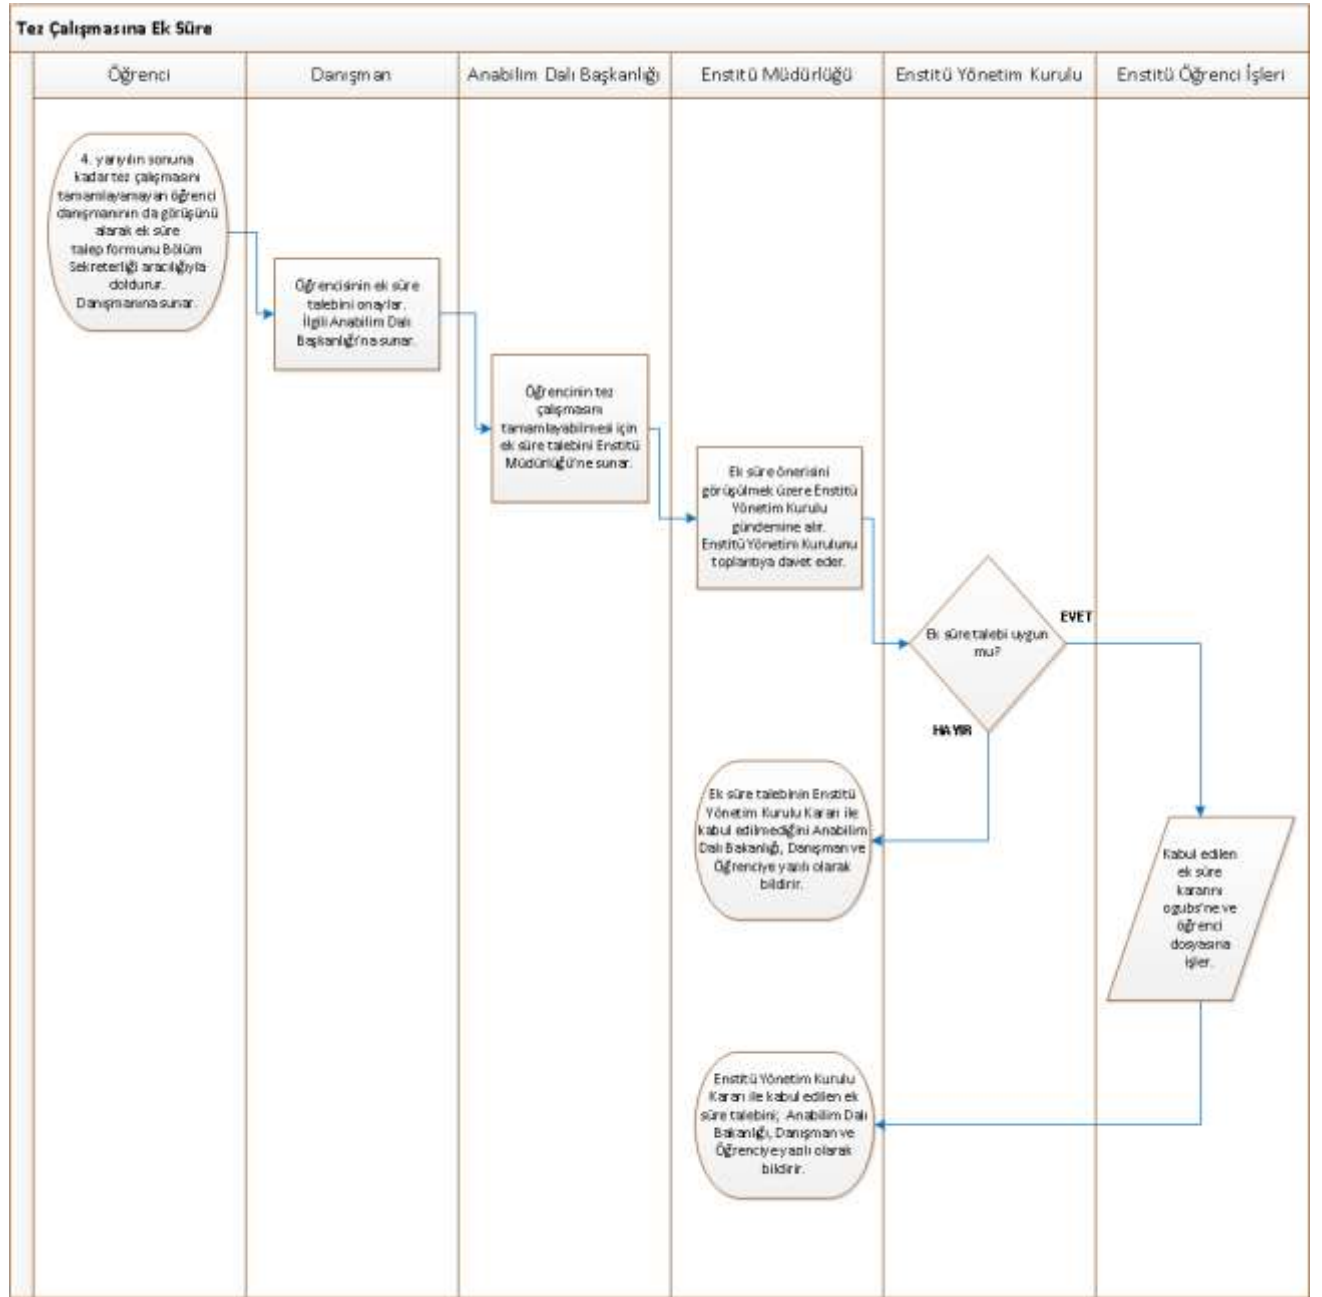 Tez Çalışmasına Ek Süre
Öğrenci
Danışman
Anabilim Dalı Başkanlığı
Enstitü Müdürlüğü
Enstitü Yönetim Kurulu
Enstitü Öğrenci İşleri
4. yarıyılın sonuna
kadar tez çalışmasını
tamamlayamayan öğrenci
danışmanının da görüşünü
alarak ek süre
talep formunu Bölüm
Sekreterliği aracılığıyla
doldurur.
Danışmanına sunar.
Öğrencisinin ek süre
talebini onaylar.
İlgili Anabilim Dalı
Başkanlığı'na sunar.
Öğrencinin tez
çalışmasını
tamamlayabilmesi için
ek süre talebini Enstitü
Müdürlüğü'ne sunar.
Ek süre önerisini
görüşülmek üzere Enstitü
Yönetim Kurulu
gündemine alır.
Enstitü Yönetim Kurulunu
toplantıya davet eder.
Ek süre talebi uygun
mu?
EVET
HAYIR
Ek süre talebinin Enstitü
Yönetim Kurulu Kararı ile
kabul edilmediğini Anabilim
Dalı Bakanlığı, Danışman ve
Öğrenciye yazılı olarak
bildirir.
Kabul edilen
ek süre
kararını
ogubs'ne ve
öğrenci
dosyasına
işler.
Enstitü Yönetim Kurulu
Kararı ile kabul edilen ek
süre talebini; Anabilim Dalı
Bakanlığı, Danışman ve
Öğrenciye yazılı olarak
bildirir.